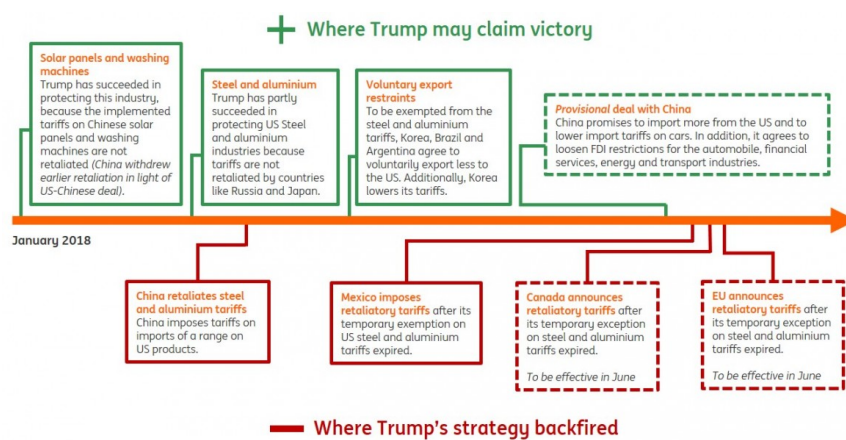 Where Trump may claim victory
Solar panels and washing
machines
Trump has succeeded in
protecting this industry,
because the implemented
tariffs on Chinese solar
panels and washing
machines are not
retaliated (China withdrew
earlier retaliation in light of
US-Chinese deal).
Steel and aluminium
Trump has partly
succeeded in
protecting US Steel
and aluminium
industries because
tariffs are not
retaliated by countries
like Russia and Japan.
Voluntary export
restraints
To be exempted from the
steel and aluminium
tariffs, Korea, Brazil and
Argentina agree to
voluntarily export less to
the US. Additionally, Korea
lowers its tariffs.
Provisional deal with China
China promises to import more from the US and to
lower import tariffs on cars. In addition, it agrees to
loosen FDI restrictions for the automobile, financial
services, energy and transport industries.
January 2018
China retaliates steel
and aluminium tariffs
China imposes tariffs on
imports of a range on
US products.
Mexico imposes
retaliatory tariffs after its
temporary exemption on
US steel and aluminium
tariffs expired.
Canada announces
retaliatory tariffs after
its temporary exception
on steel and aluminium
tariffs expired.
To be effective in June
EU announces
retaliatory tariffs after
its temporary exception
on steel and aluminium
tariffs expired.
To be effective in June
Where Trump's strategy backfired